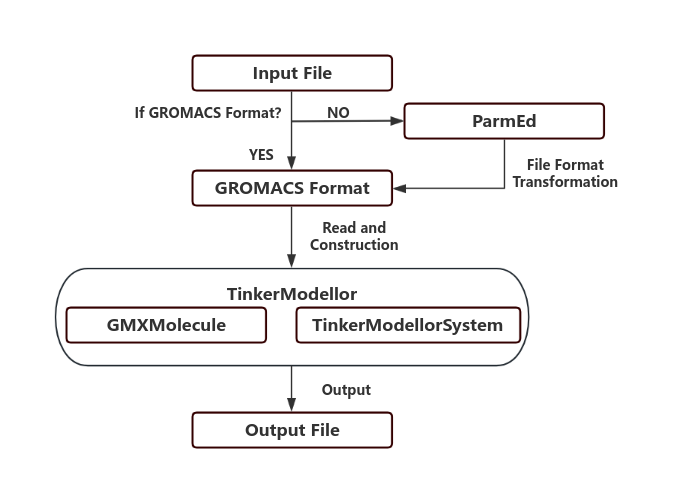 Input File
If GROMACS Format?
NO
ParmEd
YES
File Format
Transformation
GROMACS Format
Read and
Construction
TinkerModellor
GMXMolecule
TinkerModellorSystem
Output
Output File